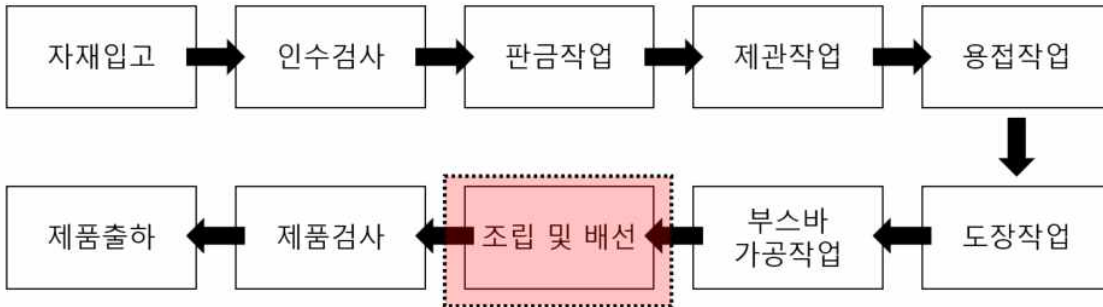 자재입고
인수검사
판금작업
제관작업
용접작업
도장작업
부스바
가공작업
조립 및 배선
제품검사
제품출하